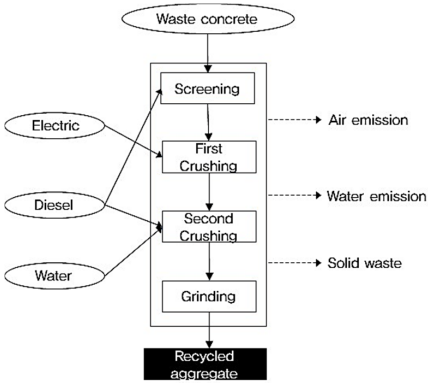 Waste concrete
Screening
Electric
Air emission
First
Crushing
Diesel
Water emission
Second
Crushing
Water
Solid waste
Grinding
Recycled
aggregate